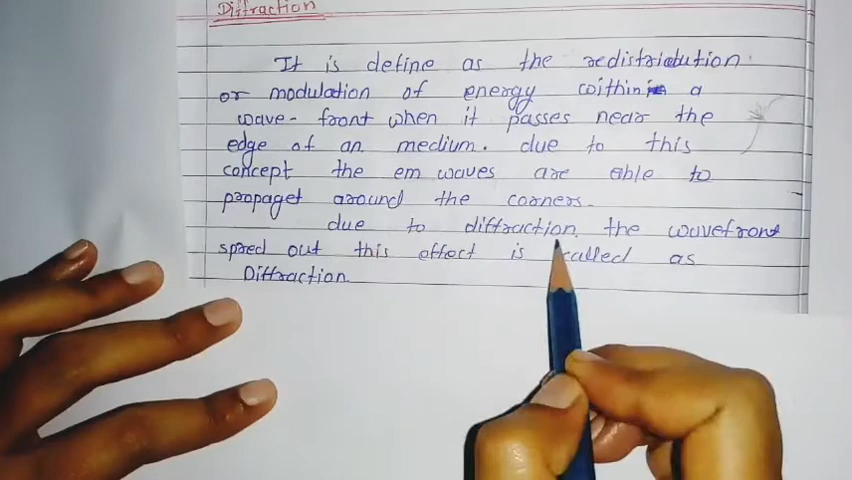 Diffraction
It is define as the redistriabution
or modulation of energy within a
wave-front when it passes near the
edge of an medium. due to this
concept the em waves are able to
propaget around the corners.
due to diffraction. the wavefront
spred out this effect is called as
Diffraction